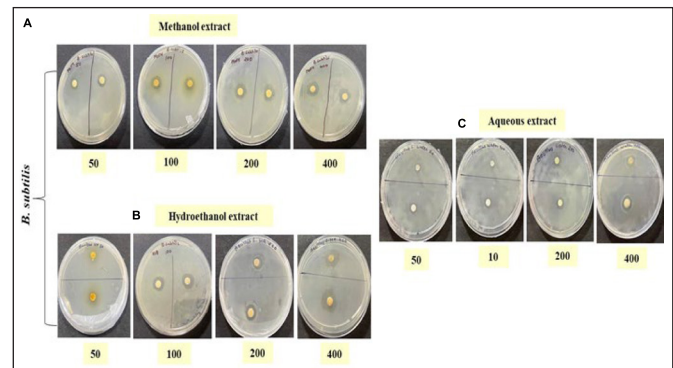 A
Methanol extract
50
100
200
400
B. subtilis
B
Hydroethanol extract
50
100
200
400
C
Aqueous extract
50
10
200
400